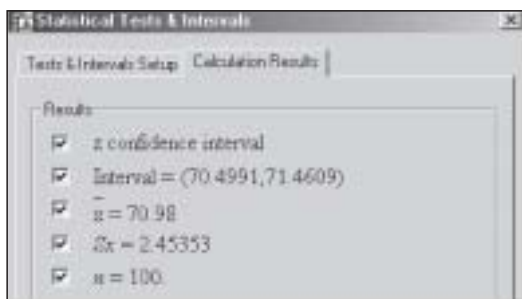 Statistical Tests & Intervals
Tests & Intervals Setup Calculation Results
Results
z confidence interval
Interval = (70.4991,71.4609)
x̄ = 70.98
Sx = 2.45353
n = 100.